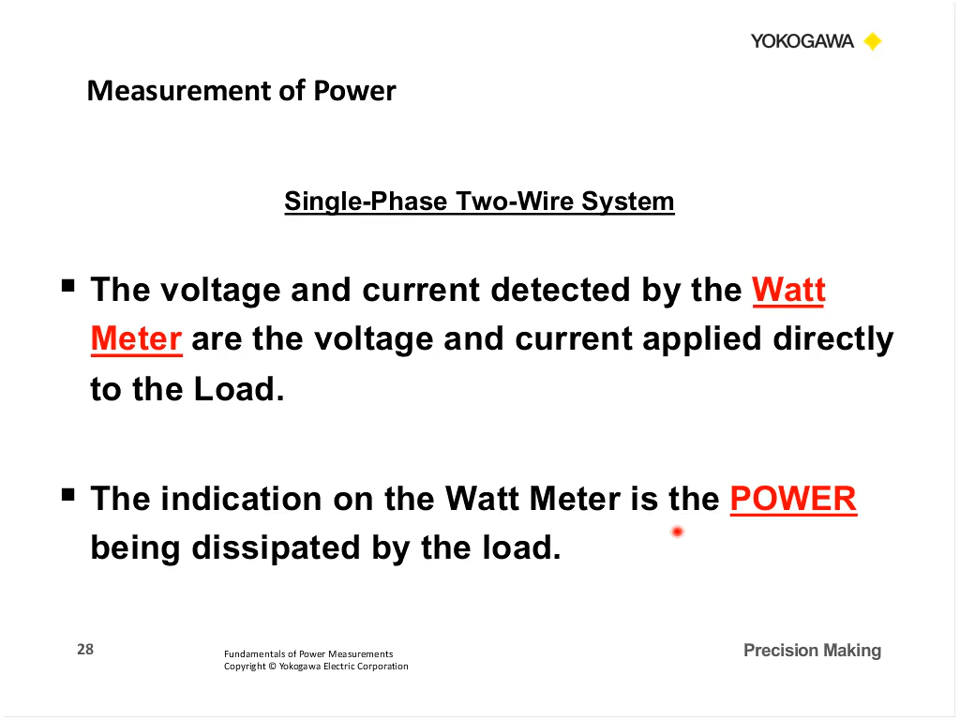 YOKOGAWA
Measurement of Power
Single-Phase Two-Wire System
▪ The voltage and current detected by the Watt
Meter are the voltage and current applied directly
to the Load.
▪ The indication on the Watt Meter is the POWER
being dissipated by the load.
28
Fundamentals of Power Measurements
Copyright © Yokogawa Electric Corporation
Precision Making